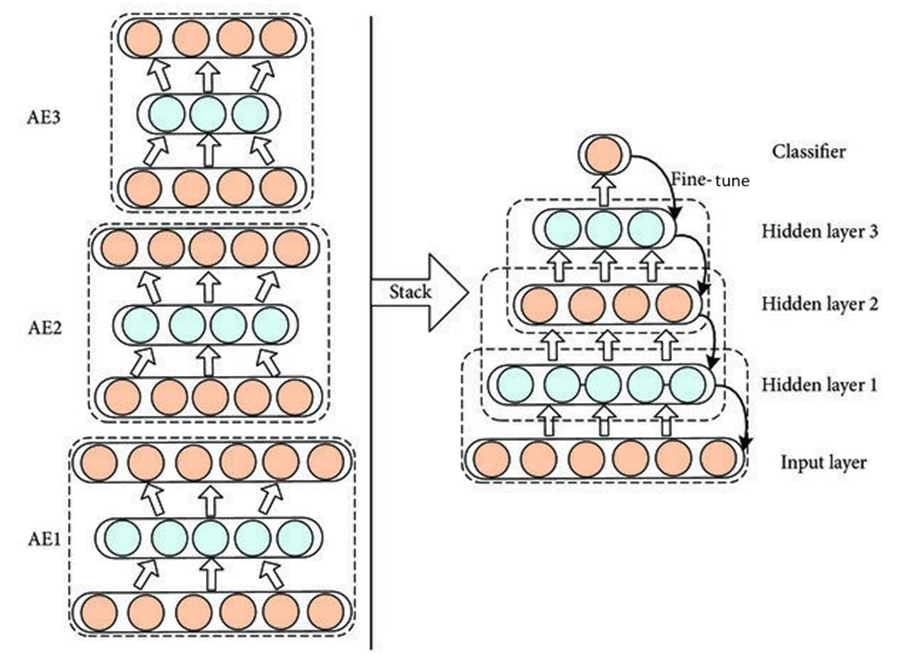 AE3
AE2
AE1
Stack
Classifier
Fine-tune
Hidden layer 3
Hidden layer 2
Hidden layer 1
Input layer